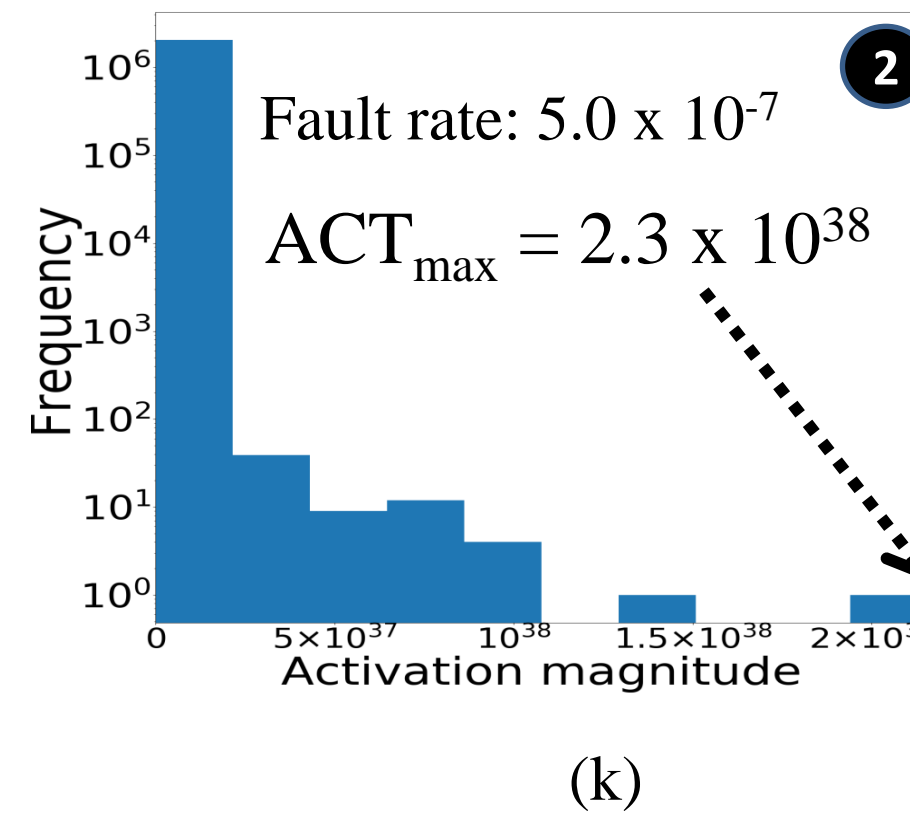 2
10⁶
Fault rate: 5.0 x 10⁻⁷
10⁵
ACTₘₐₓ = 2.3 x 10³⁸
10⁴
Frequency
10³
10²
10¹
10⁰
0 5×10³⁷ 10³⁸ 1.5×10³⁸
Activation magnitude
(k)